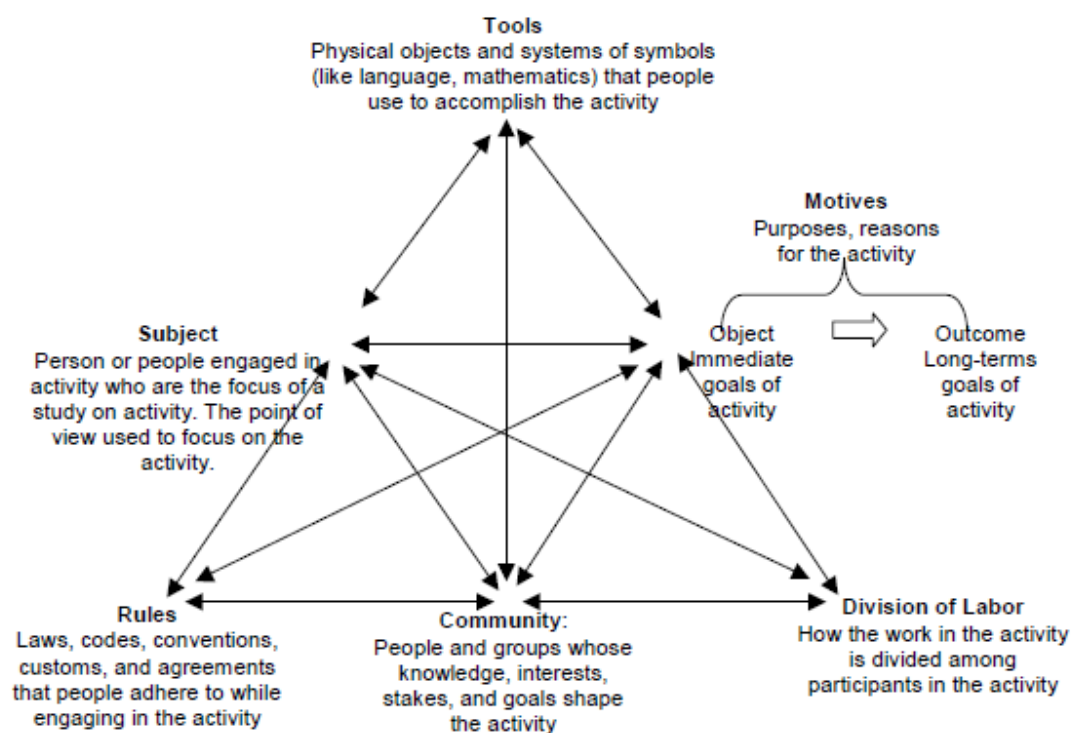 Tools
Physical objects and systems of symbols
(like language, mathematics) that people
use to accomplish the activity
Motives
Purposes, reasons
for the activity
Subject
Person or people engaged in
activity who are the focus of a
study on activity. The point of
view used to focus on the
activity.
Object
Immediate
goals of
activity
Outcome
Long-terms
goals of
activity
Rules
Laws, codes, conventions,
customs, and agreements
that people adhere to while
engaging in the activity
Community:
People and groups whose
knowledge, interests,
stakes, and goals shape
the activity
Division of Labor
How the work in the activity
is divided among
participants in the activity